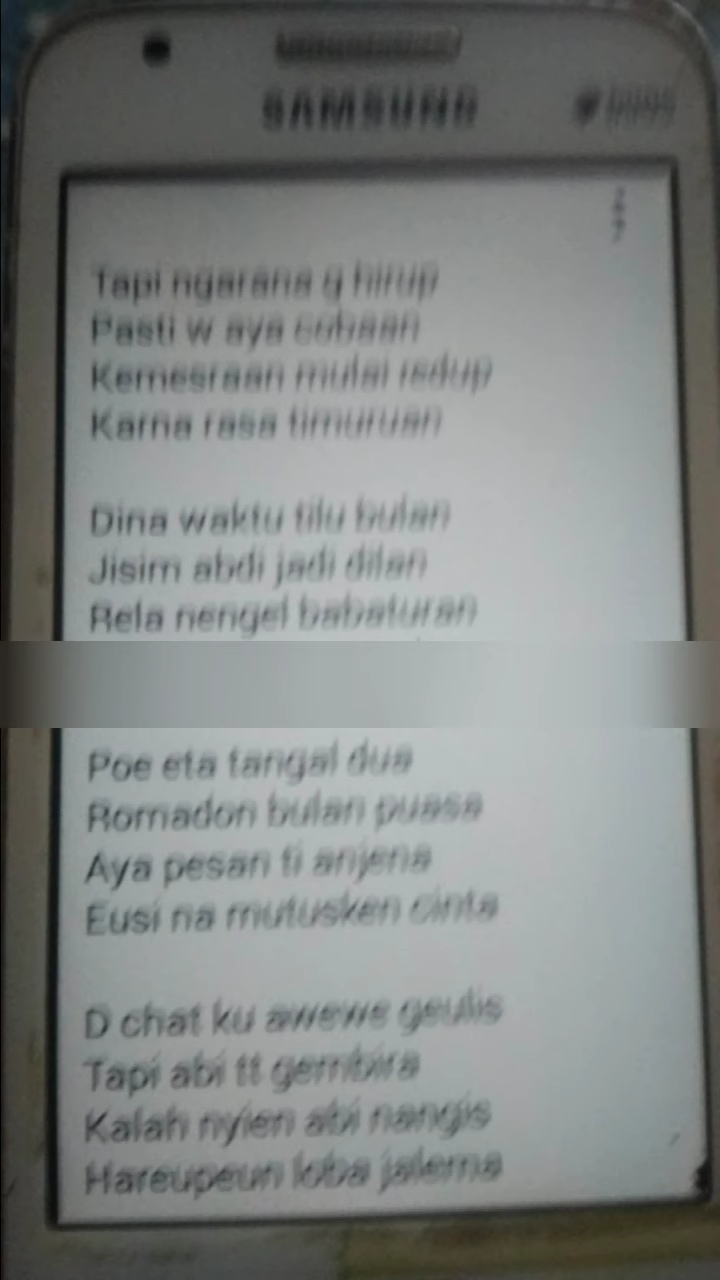 SAMSUNG
Tapi ngarana g hirup
Pasti w aya cobaan
Kemesraan mulai redup
Karna rasa timuruan
Dina waktu tilu bulan
Jisim abdi jadi dilan
Rela nengel babaturan
Poe eta tangal dua
Romadon bulan puasa
Aya pesan ti anjena
Eusi na mutusken cinta
D chat ku awewe geulis
Tapi abi tt gembira
Kalah nyien abi nangis
Hareupeun loba jalema